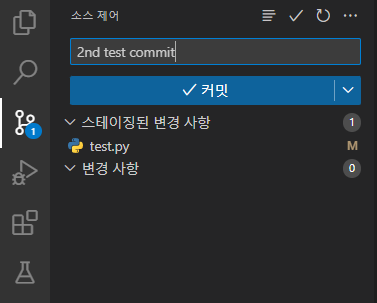 소스 제어
2nd test commit
커밋
스테이징된 변경 사항 1
test.py M
변경 사항 0
1